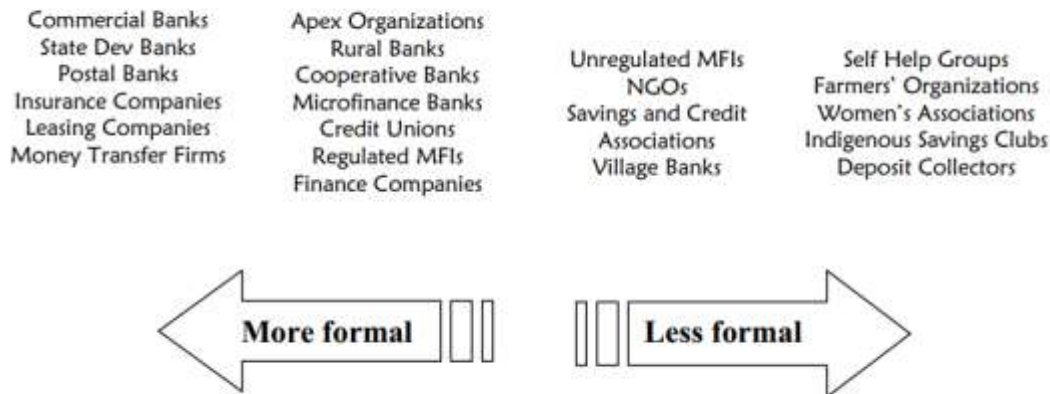 Commercial Banks
State Dev Banks
Postal Banks
Insurance Companies
Leasing Companies
Money Transfer Firms
Apex Organizations
Rural Banks
Cooperative Banks
Microfinance Banks
Credit Unions
Regulated MFIs
Finance Companies
Unregulated MFIs
NGOs
Savings and Credit
Associations
Village Banks
Self Help Groups
Farmers' Organizations
Women's Associations
Indigenous Savings Clubs
Deposit Collectors
More formal
Less formal